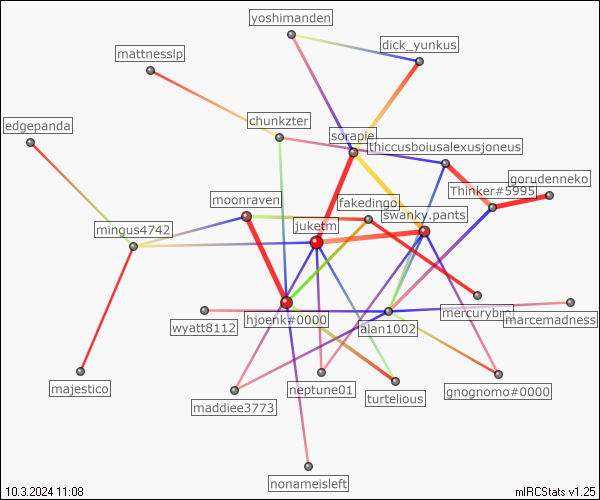 yoshimanden
dick_yunkus
mattnesslp
chunkzter
edgepanda
sorapie
thiccusboiusalexusjoneus
gorudenneko
Thinker#5995
moonraven
fakedingo
swanky.pants
mingus4742
juketm
mercurybro!
hjoenk#0000
wyatt8112
alan1002
marcemadness
majestico
neptune01
gnognomo#0000
turtelious
maddiee3773
nonameisleft
10.3.2024 11:08
mIRCStats v1.25